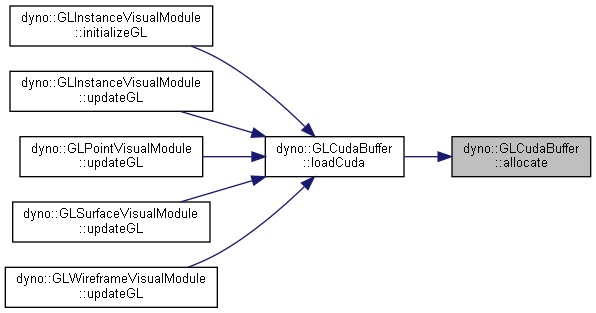 dyno::GLInstanceVisualModule
::initializeGL
dyno::GLInstanceVisualModule
::updateGL
dyno::GLPointVisualModule
::updateGL
dyno::GLSurfaceVisualModule
::updateGL
dyno::GLWireframeVisualModule
::updateGL
dyno::GLCudaBuffer
::loadCuda
dyno::GLCudaBuffer
::allocate